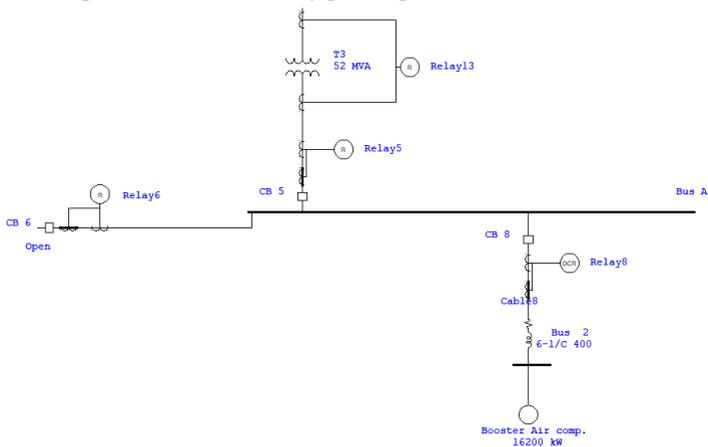 T3
52 MVA
R
Relay13
R
Relay5
R
Relay6
CB 5
Bus A
CB 6
Open
CB 8
OCR
Relay8
Cable8
Bus 2
6-1/C 400
Booster Air comp.
16200 kW